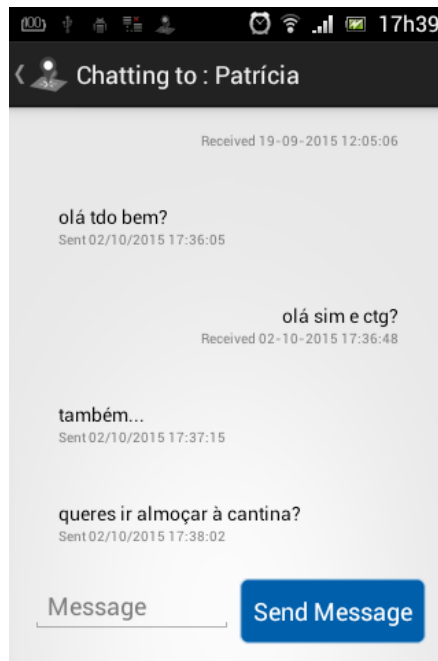 100
17h39
Chatting to : Patrícia
Received 19-09-2015 12:05:06
olá tdo bem?
Sent 02/10/2015 17:36:05
olá sim e ctg?
Received 02-10-2015 17:36:48
também...
Sent 02/10/2015 17:37:15
queres ir almoçar à cantina?
Sent 02/10/2015 17:38:02
Message
Send Message